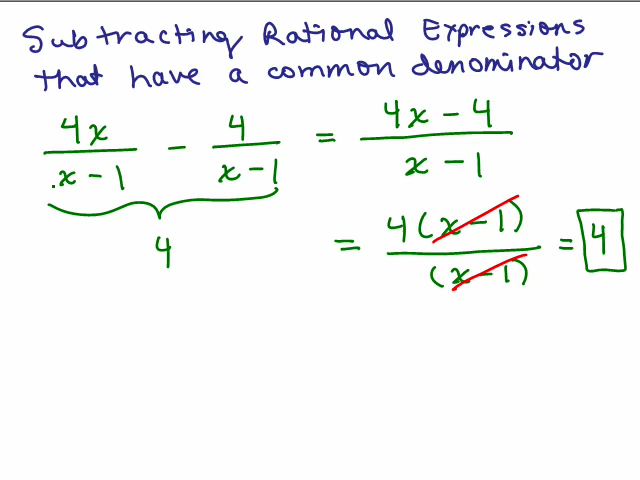 Subtracting Rational Expressions
that have a common denominator
4x/(x - 1) - 4/(x - 1) = (4x - 4)/(x - 1)
4
= 4(x - 1)/(x - 1) = 4